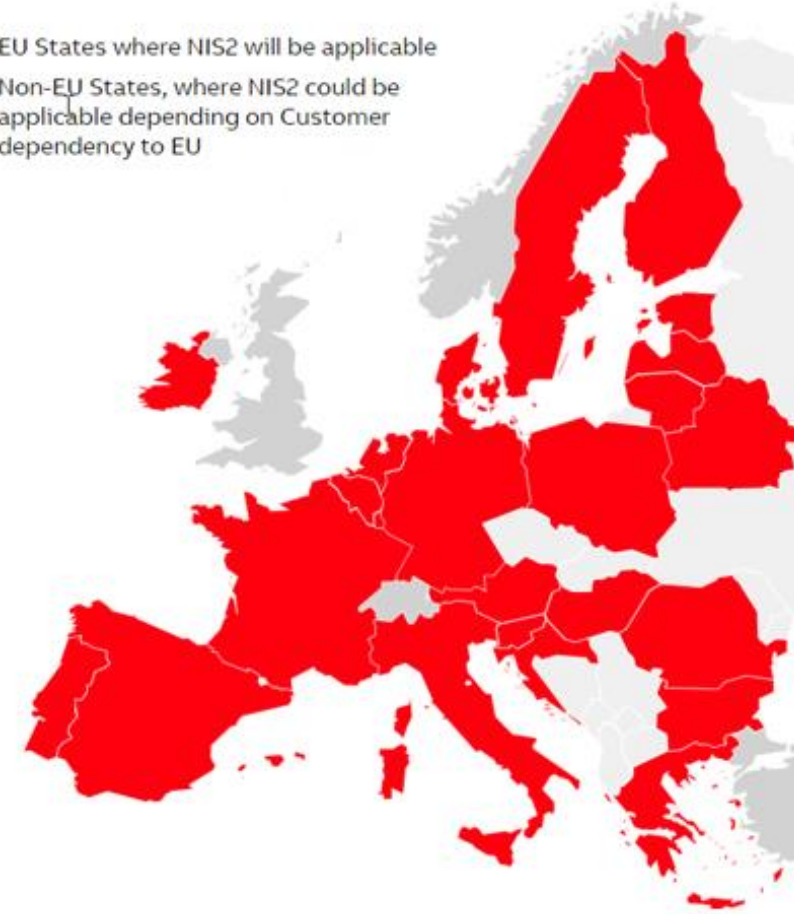 EU States where NIS2 will be applicable
Non-EU States, where NIS2 could be
applicable depending on Customer
dependency to EU